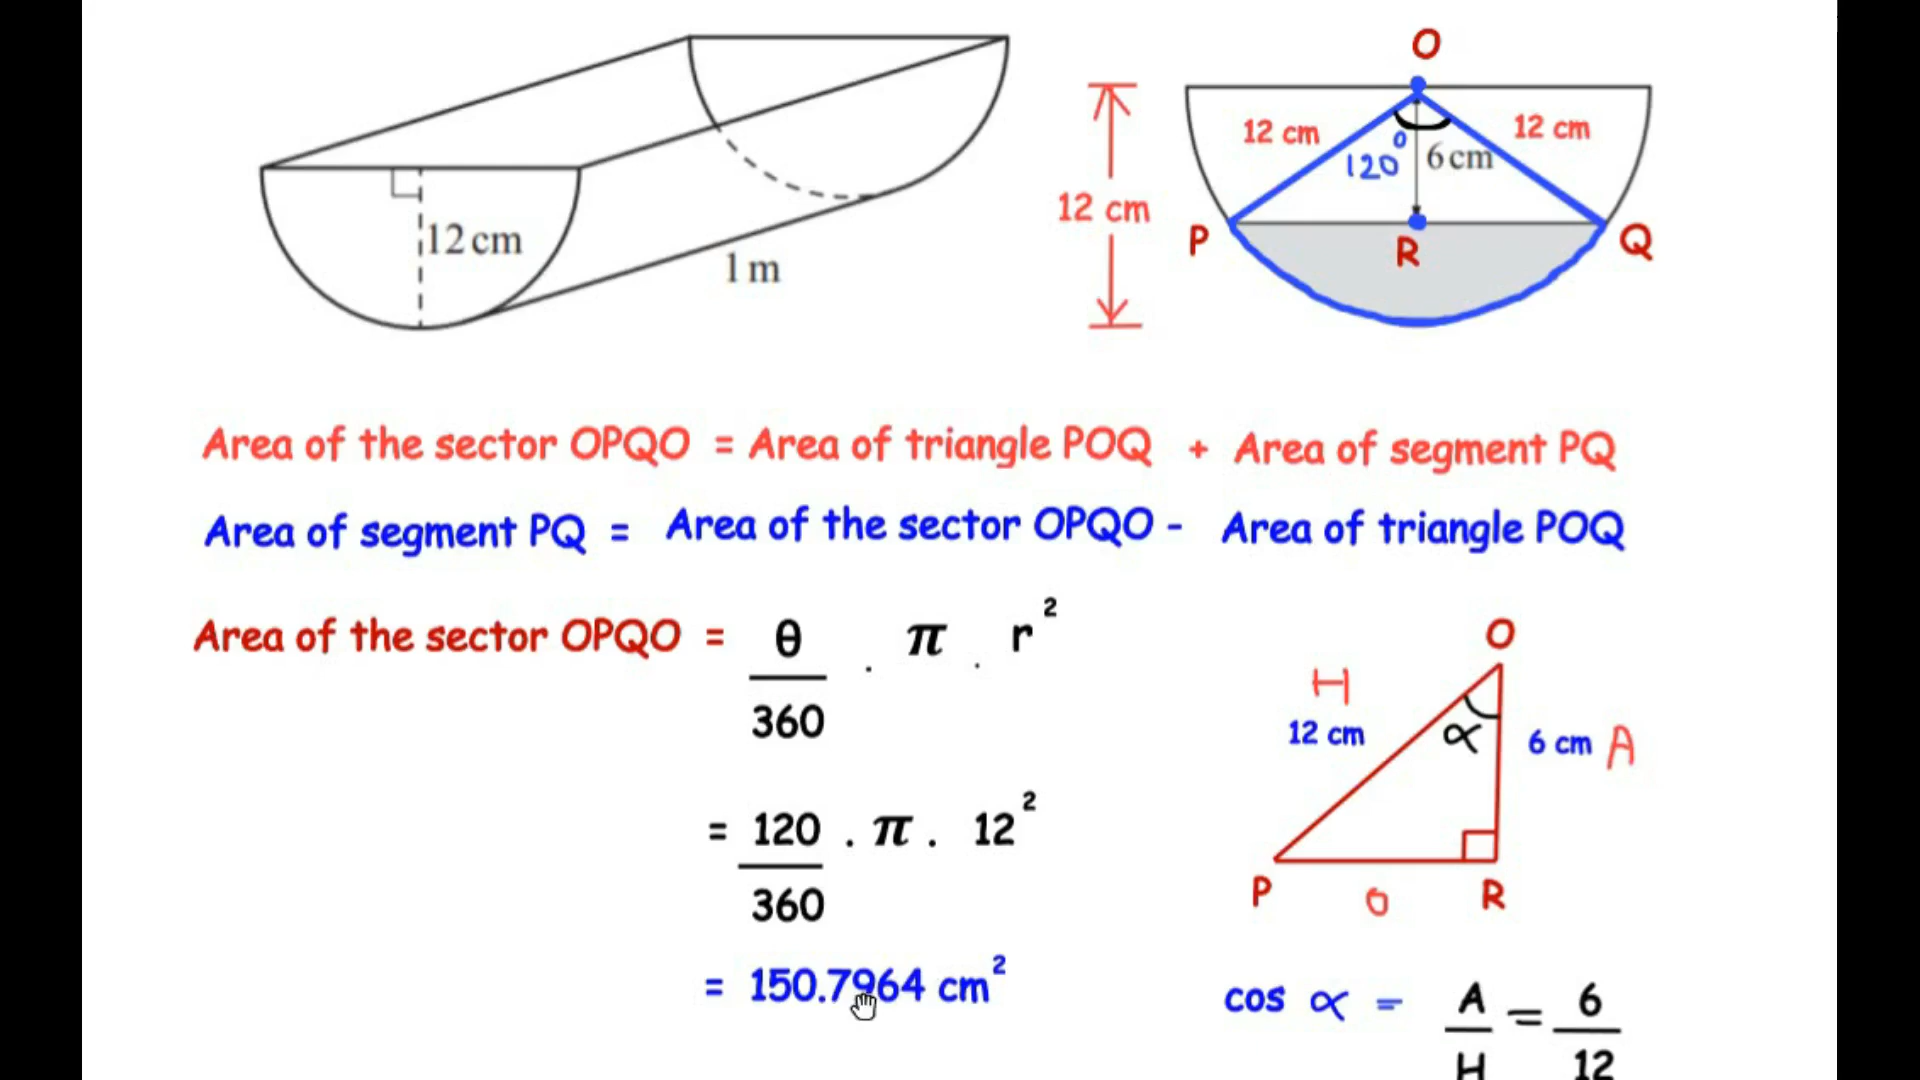 O
12 cm
12 cm
120° 6 cm
12 cm
12 cm
P
R
Q
1 m
Area of the sector OPQO = Area of triangle POQ + Area of segment PQ
Area of segment PQ = Area of the sector OPQO - Area of triangle POQ
Area of the sector OPQO = θ/360 . π . r²
= 120/360 . π . 12²
= 150.7964 cm²
O
H
12 cm
α
6 cm A
P
O
R
cos α = A/H = 6/12